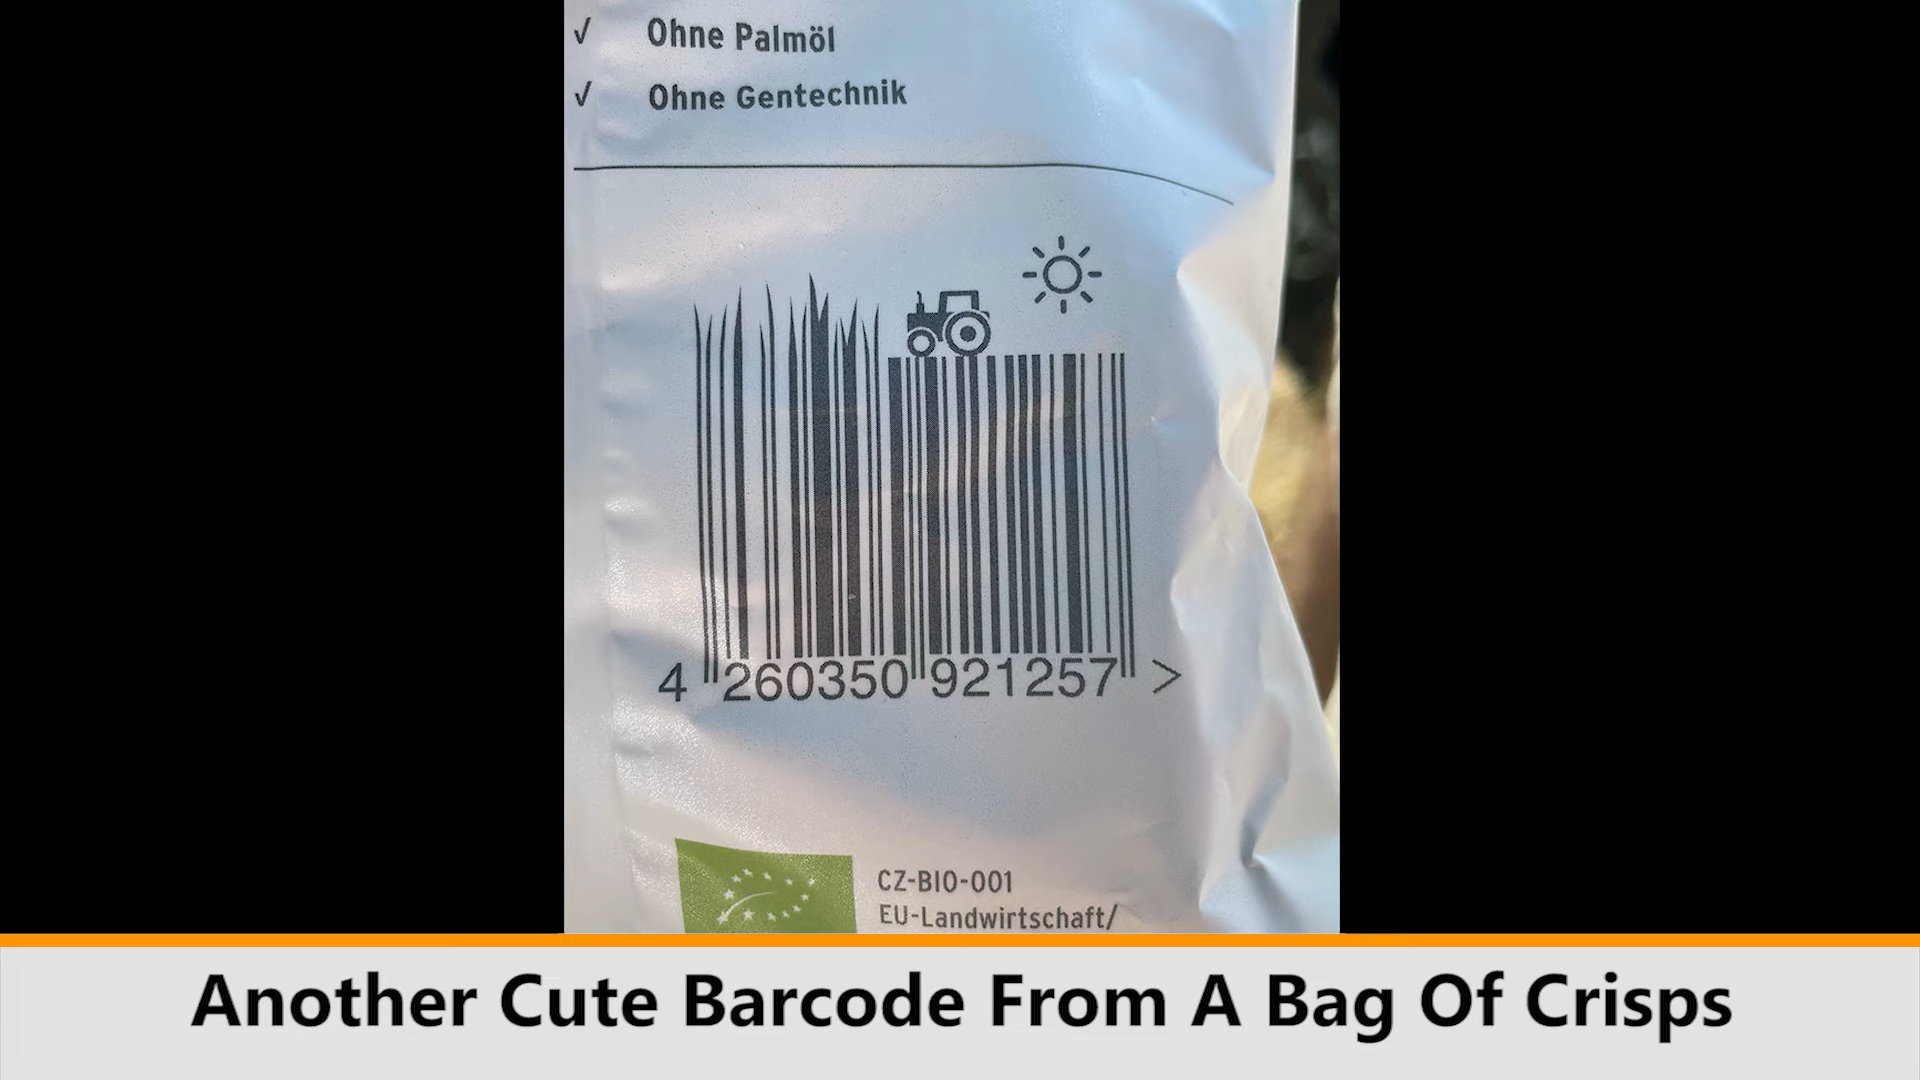 √ Ohne Palmöl
√ Ohne Gentechnik
4 260350 921257 >
CZ-BIO-001
EU-Landwirtschaft/
Another Cute Barcode From A Bag Of Crisps